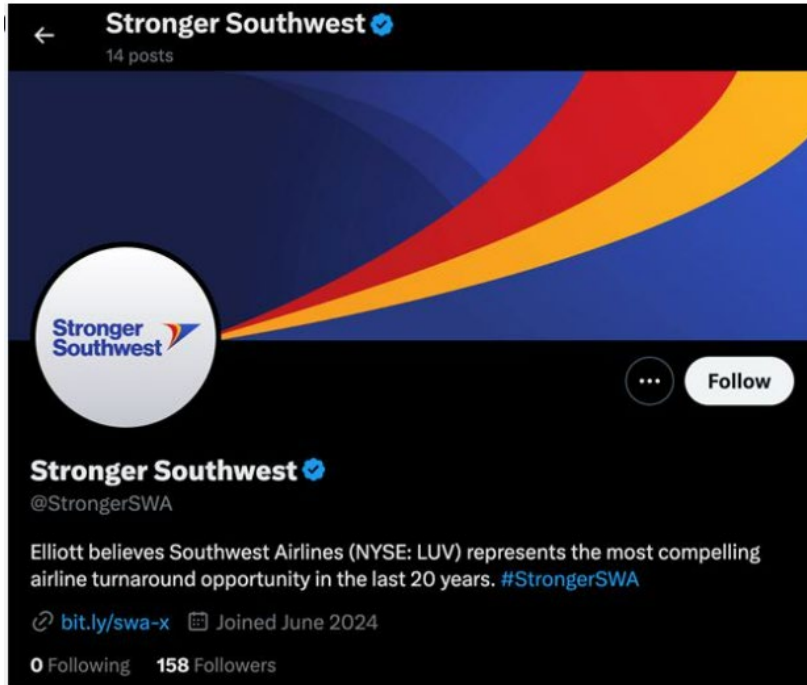 Stronger Southwest
14 posts
Stronger
Southwest
Follow
Stronger Southwest
@StrongerSWA
Elliott believes Southwest Airlines (NYSE: LUV) represents the most compelling
airline turnaround opportunity in the last 20 years. #StrongerSWA
bit.ly/swa-x Joined June 2024
0 Following 158 Followers